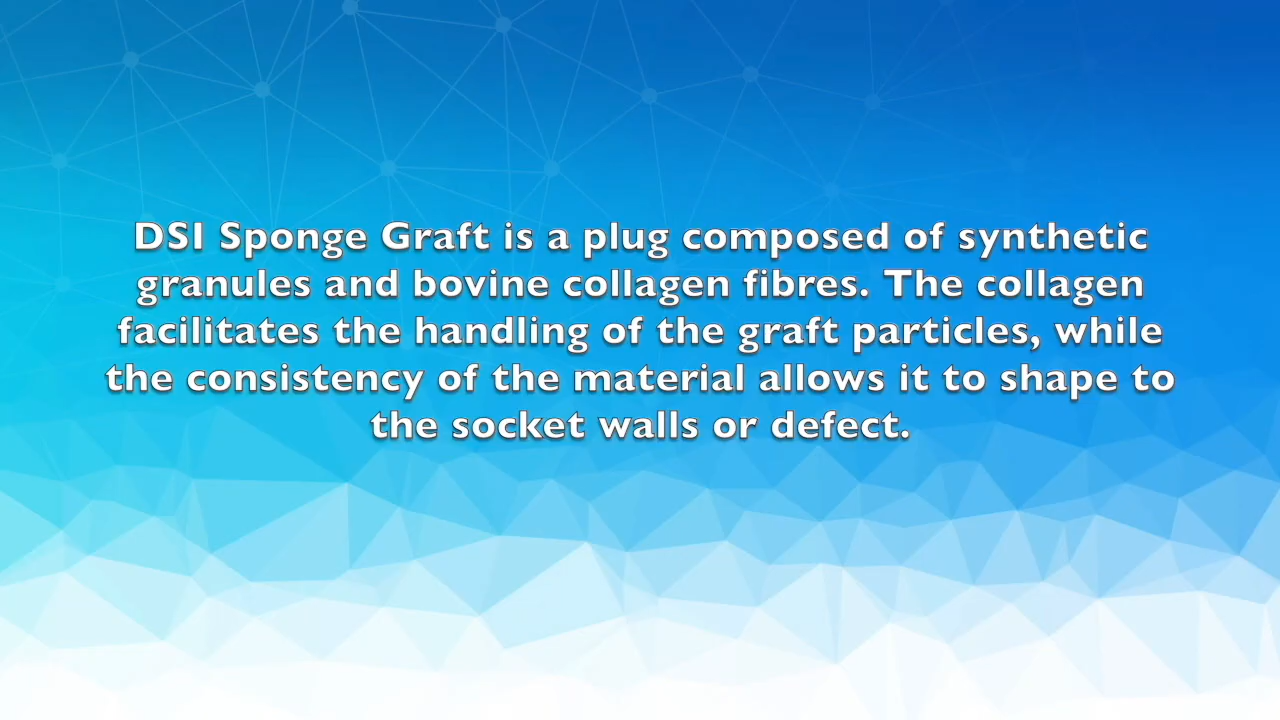 DSI Sponge Graft is a plug composed of synthetic
granules and bovine collagen fibres. The collagen
facilitates the handling of the graft particles, while
the consistency of the material allows it to shape to
the socket walls or defect.